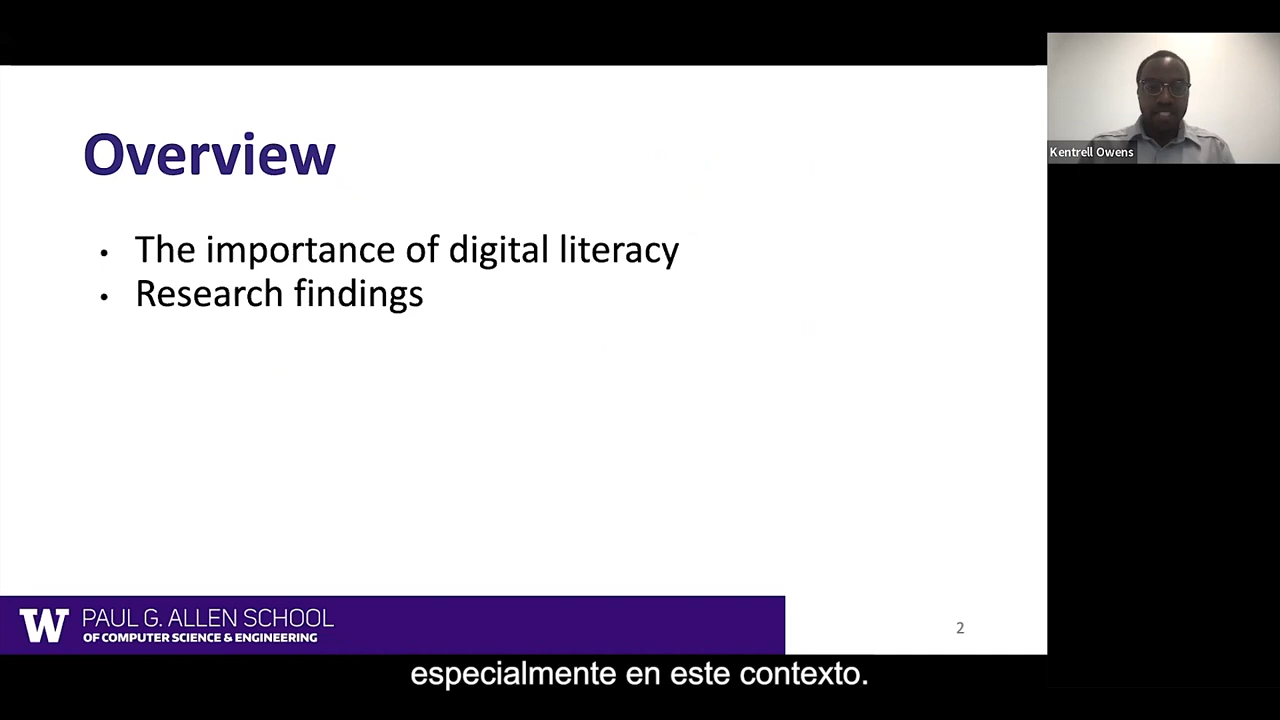 Overview
• The importance of digital literacy
• Research findings
Kentrell Owens
W PAUL G. ALLEN SCHOOL
OF COMPUTER SCIENCE & ENGINEERING
2
especialmente en este contexto.